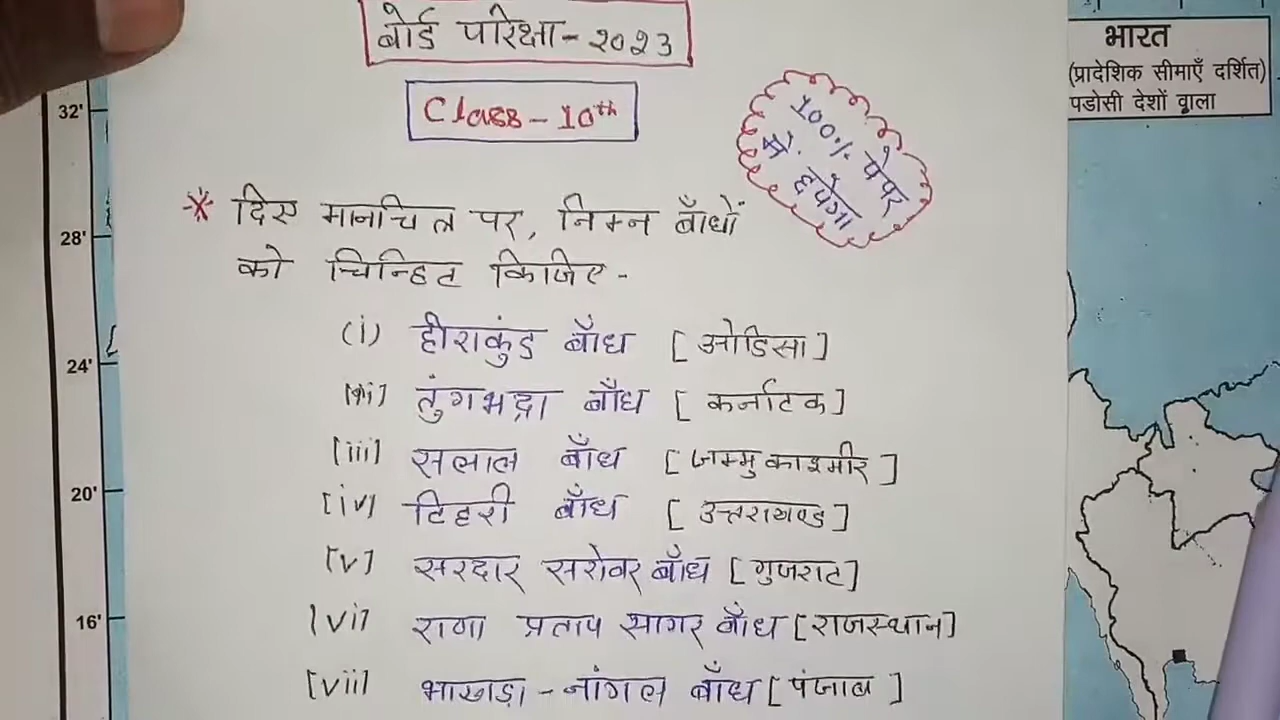 बोर्ड परिक्षा - २०२३
Class - 10th
100% पेपर
में छपेगा
* दिए मानचित्र पर, निम्न बाँधों
को चिन्हित किजिए -
(i) हीराकुंड बाँध [ओडिसा]
[ii] तुंगभद्रा बाँध [कर्नाटक]
[iii] सलाल बाँध [जम्मु काश्मीर]
[iv] टिहरी बाँध [उत्तराखण्ड]
[v] सरदार सरोवर बाँध [गुजरात]
[vi] राणा प्रताप सागर बाँध [राजस्थान]
[vii] भाखड़ा - नांगल बाँध [पंजाब]
भारत
(प्रादेशिक सीमाएँ दर्शित)
पडोसी देशों वाला
32'
28'
24'
20'
16'